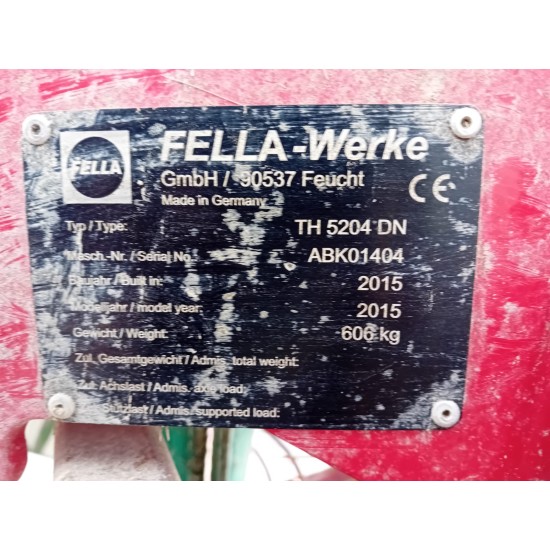 FELLA
FELLA-Werke
GmbH / 90537 Feucht
Made in Germany
CE
Typ / Type: TH 5204 DN
Masch.-Nr. / Serial No. ABK01404
Baujahr / Built in: 2015
Modelljahr / model year: 2015
Gewicht / Weight: 606 kg
Zul. Gesamtgewicht / Admis. total weight:
Zul. Achslast / Admis. axle load:
Stützlast / Admis. supported load: